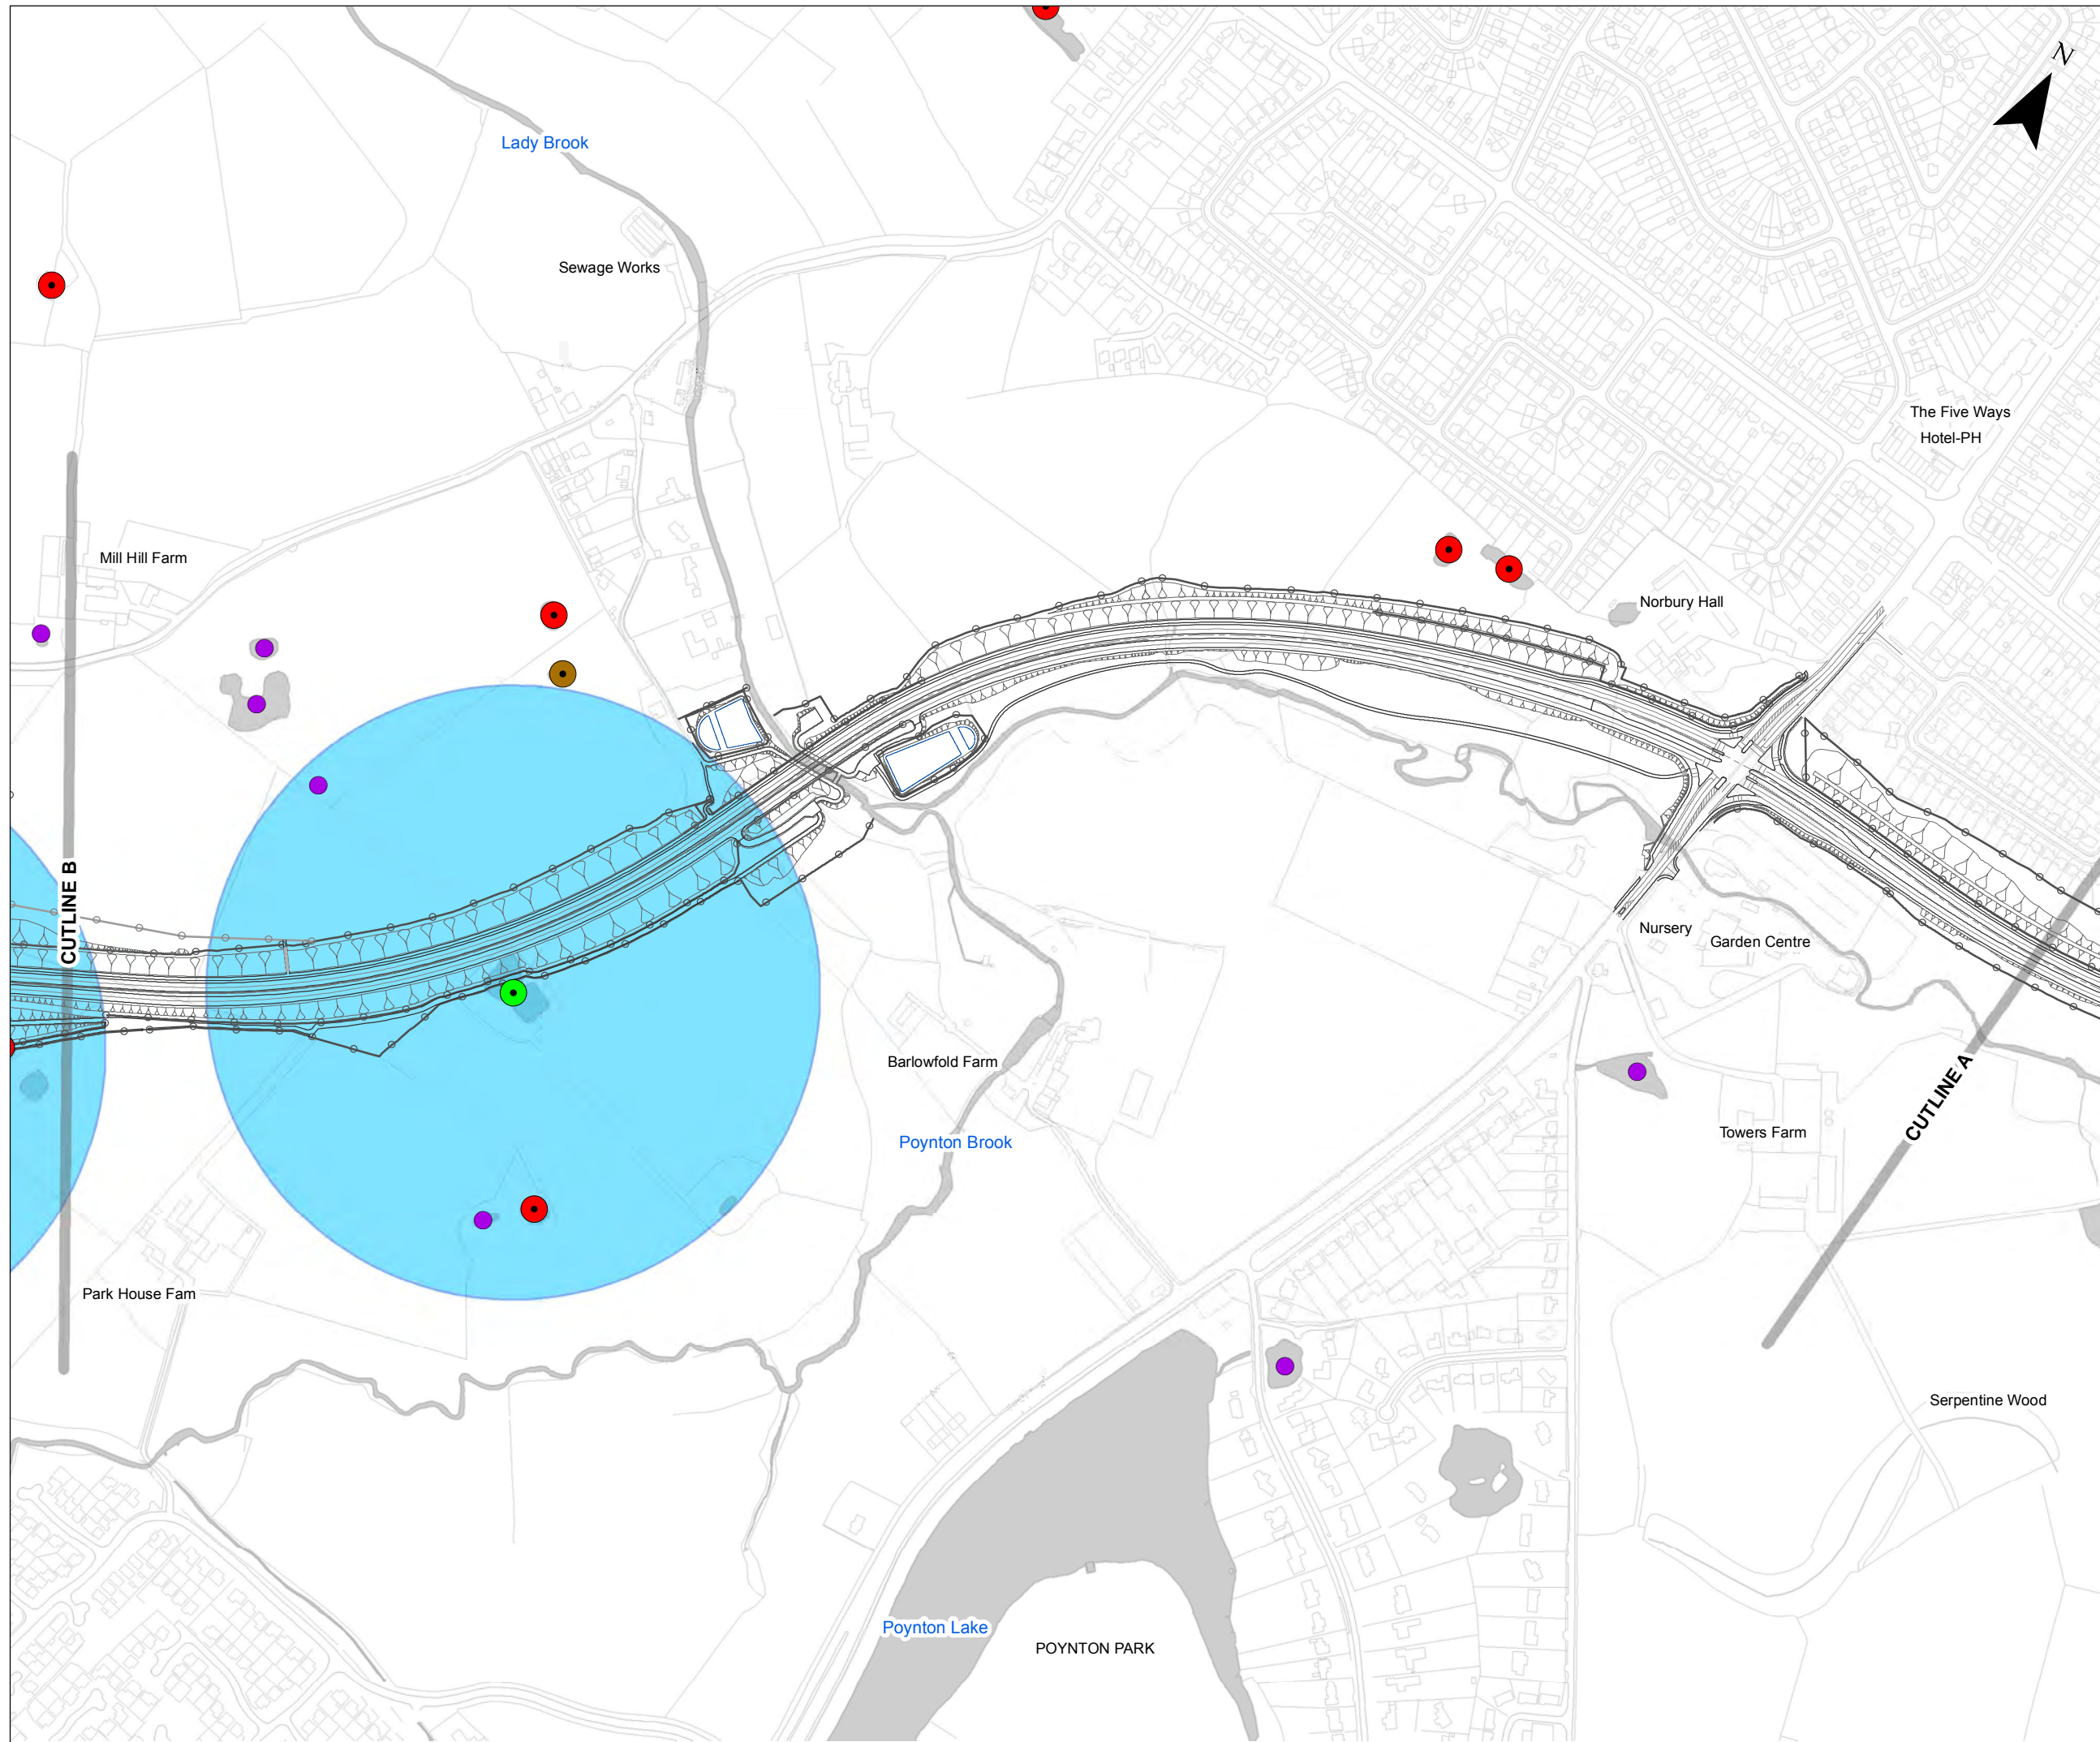 N
Lady Brook
Sewage Works
The Five Ways
Hotel-PH
Mill Hill Farm
Norbury Hall
CUTLINE B
Nursery
Garden Centre
Barlowfold Farm
CUTLINE A
Towers Farm
Poynton Brook
Park House Fam
Serpentine Wood
Poynton Lake
POYNTON PARK